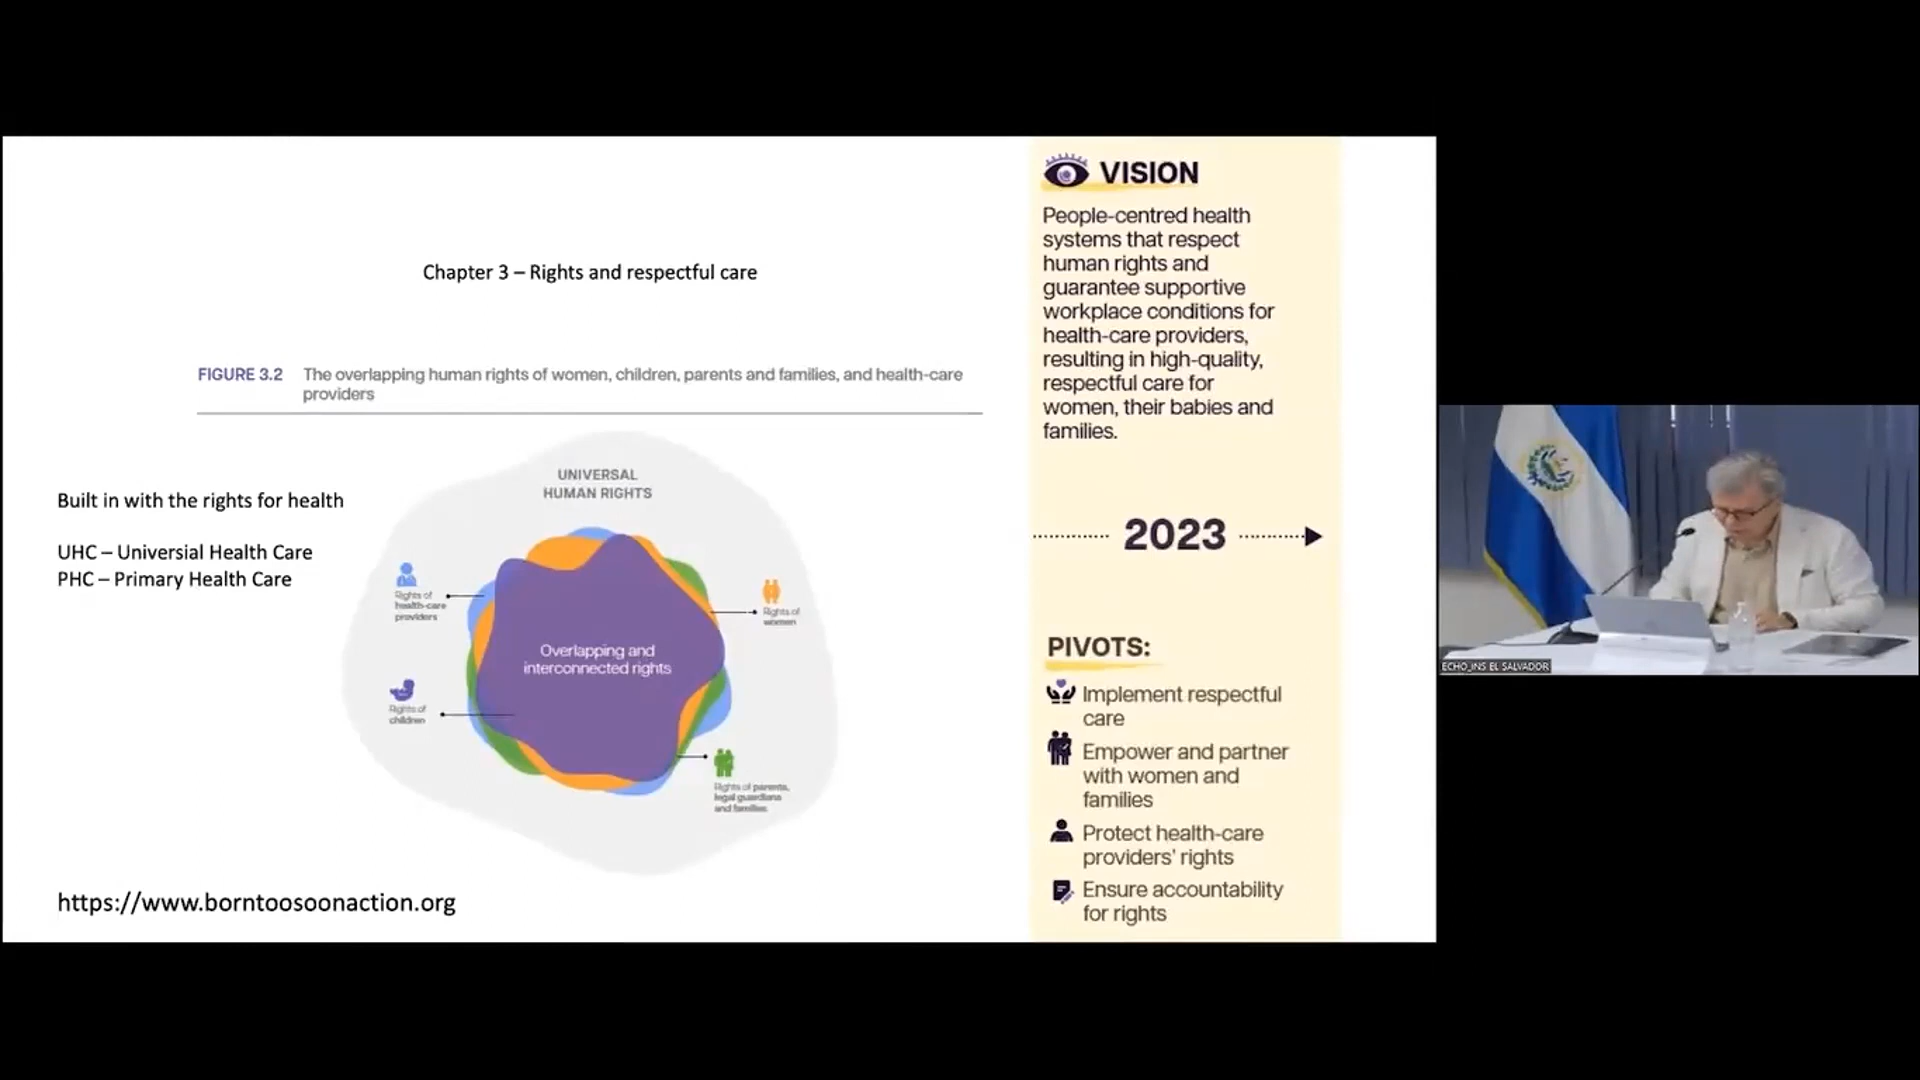 Chapter 3 – Rights and respectful care
FIGURE 3.2 The overlapping human rights of women, children, parents and families, and health-care
providers
Built in with the rights for health
UHC – Universial Health Care
PHC – Primary Health Care
UNIVERSAL
HUMAN RIGHTS
Rights of
health-care
providers
Rights of
women
Overlapping and
interconnected rights
Rights of
children
Rights of parents,
legal guardians
and families
https://www.borntoosoonaction.org
VISION
People-centred health
systems that respect
human rights and
guarantee supportive
workplace conditions for
health-care providers,
resulting in high-quality,
respectful care for
women, their babies and
families.
2023
PIVOTS:
Implement respectful
care
Empower and partner
with women and
families
Protect health-care
providers' rights
Ensure accountability
for rights
ECHO_INS EL SALVADOR